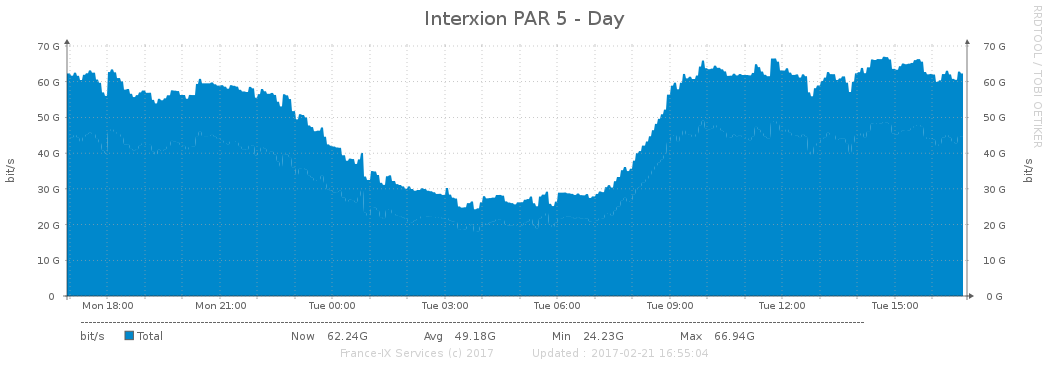 Interxion PAR 5 - Day
RRDTOOL / TOBI OETIKER
bit/s
70 G
60 G
50 G
40 G
30 G
20 G
10 G
0
70 G
60 G
50 G
40 G
30 G
20 G
10 G
0 G
bit/s
Mon 18:00 Mon 21:00 Tue 00:00 Tue 03:00 Tue 06:00 Tue 09:00 Tue 12:00 Tue 15:00
bit/s Total Now 62.24G Avg 49.18G Min 24.23G Max 66.94G
France-IX Services (c) 2017 Updated : 2017-02-21 16:55:04